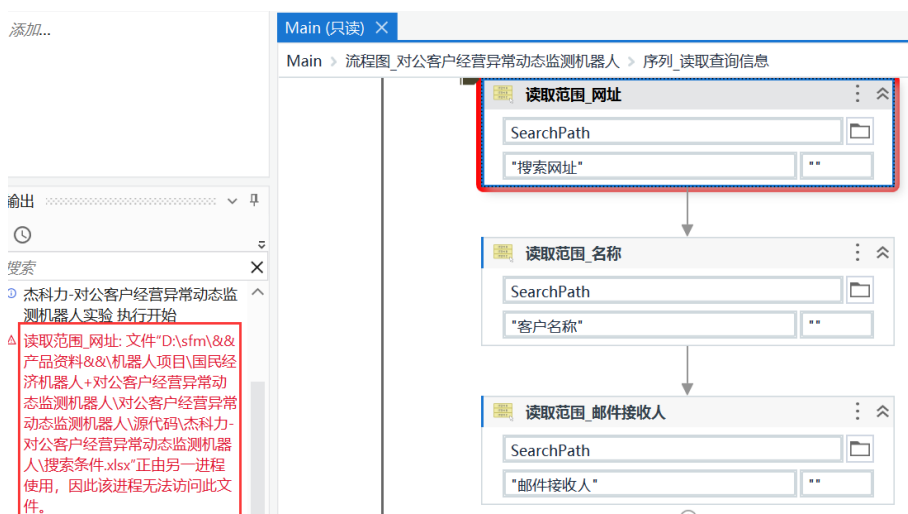 添加...
Main (只读)
Main > 流程图_对公客户经营异常动态监测机器人 > 序列_读取查询信息
读取范围_网址
SearchPath
"搜索网址"
""
读取范围_名称
SearchPath
"客户名称"
""
读取范围_邮件接收人
SearchPath
"邮件接收人"
""
输出
搜索
杰科力-对公客户经营异常动态监
测机器人实验 执行开始
读取范围_网址: 文件"D:\sfm\&&
产品资料&&\机器人项目\国民经
济机器人+对公客户经营异常动
态监测机器人\对公客户经营异常
动态监测机器人\源代码\杰科力-
对公客户经营异常动态监测机器
人\搜索条件.xlsx"正由另一进程
使用，因此该进程无法访问此文
件。